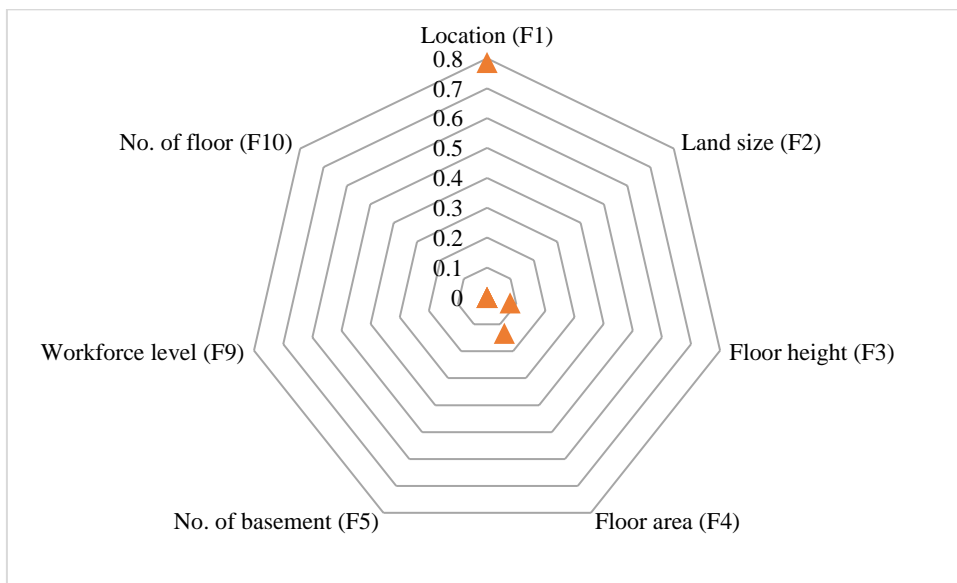 Location (F1)
0.8
0.7
No. of floor (F10)
Land size (F2)
0.6
0.5
0.4
0.3
0.2
0.1
0
Workforce level (F9)
Floor height (F3)
No. of basement (F5)
Floor area (F4)